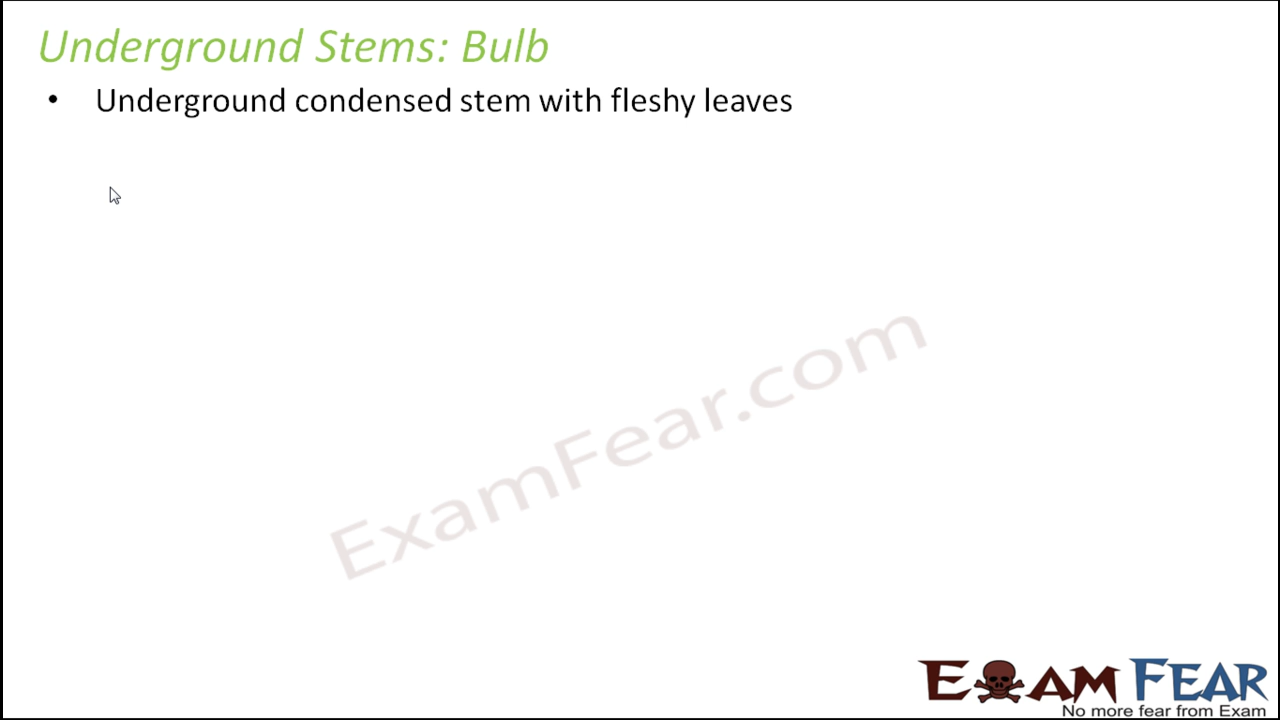 Underground Stems: Bulb
• Underground condensed stem with fleshy leaves
ExamFear.com
EXAM FEAR
No more fear from Exam